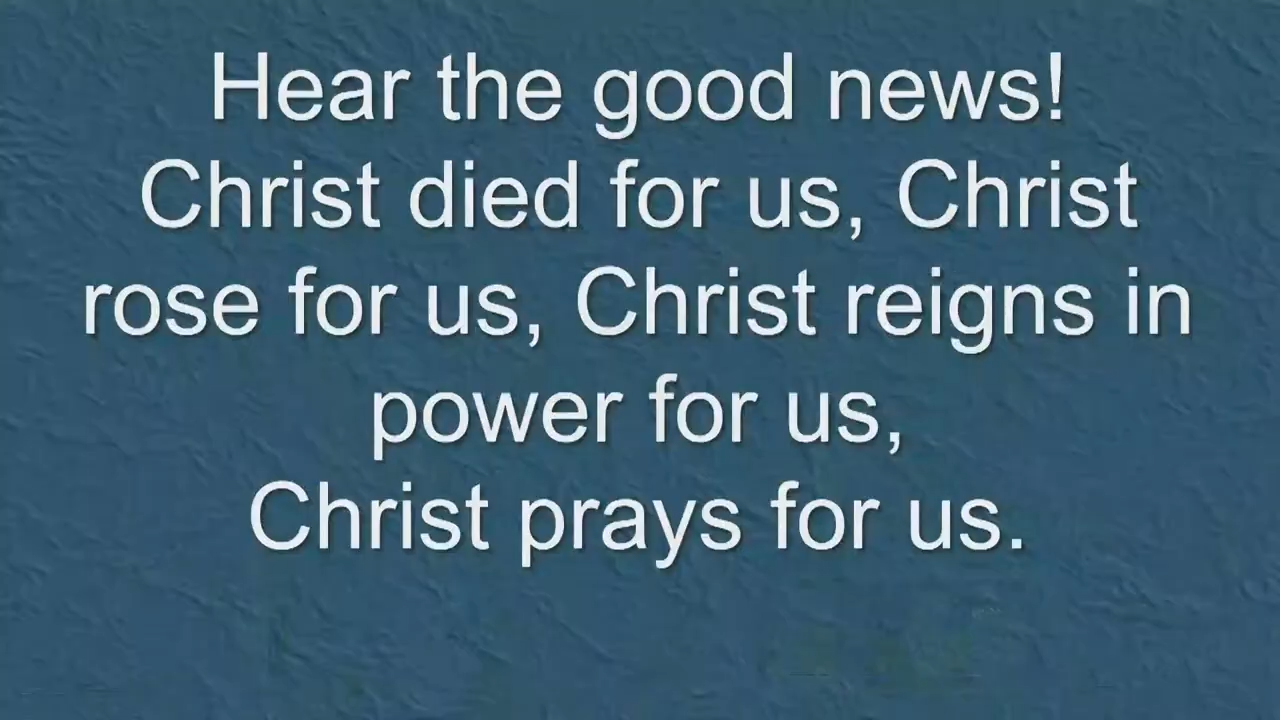 Hear the good news!
Christ died for us, Christ
rose for us, Christ reigns in
power for us,
Christ prays for us.